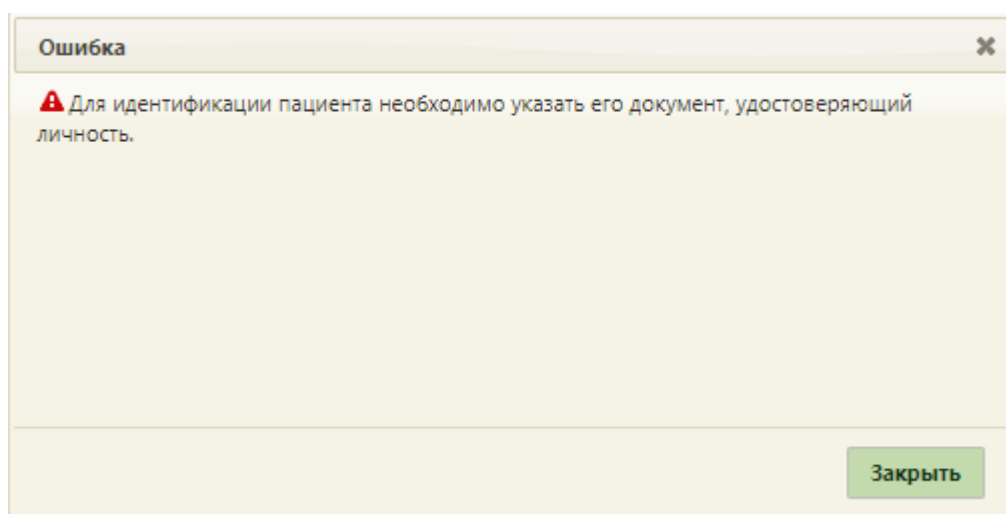 Ошибка
Для идентификации пациента необходимо указать его документ, удостоверяющий
личность.
Закрыть